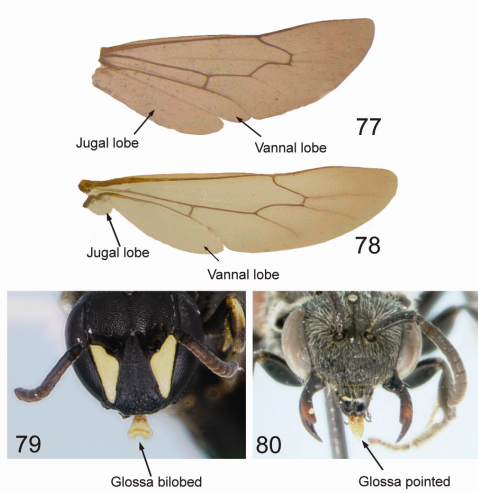 77
Jugal lobe
Vannal lobe
78
Jugal lobe
Vannal lobe
79
80
Glossa bilobed
Glossa pointed